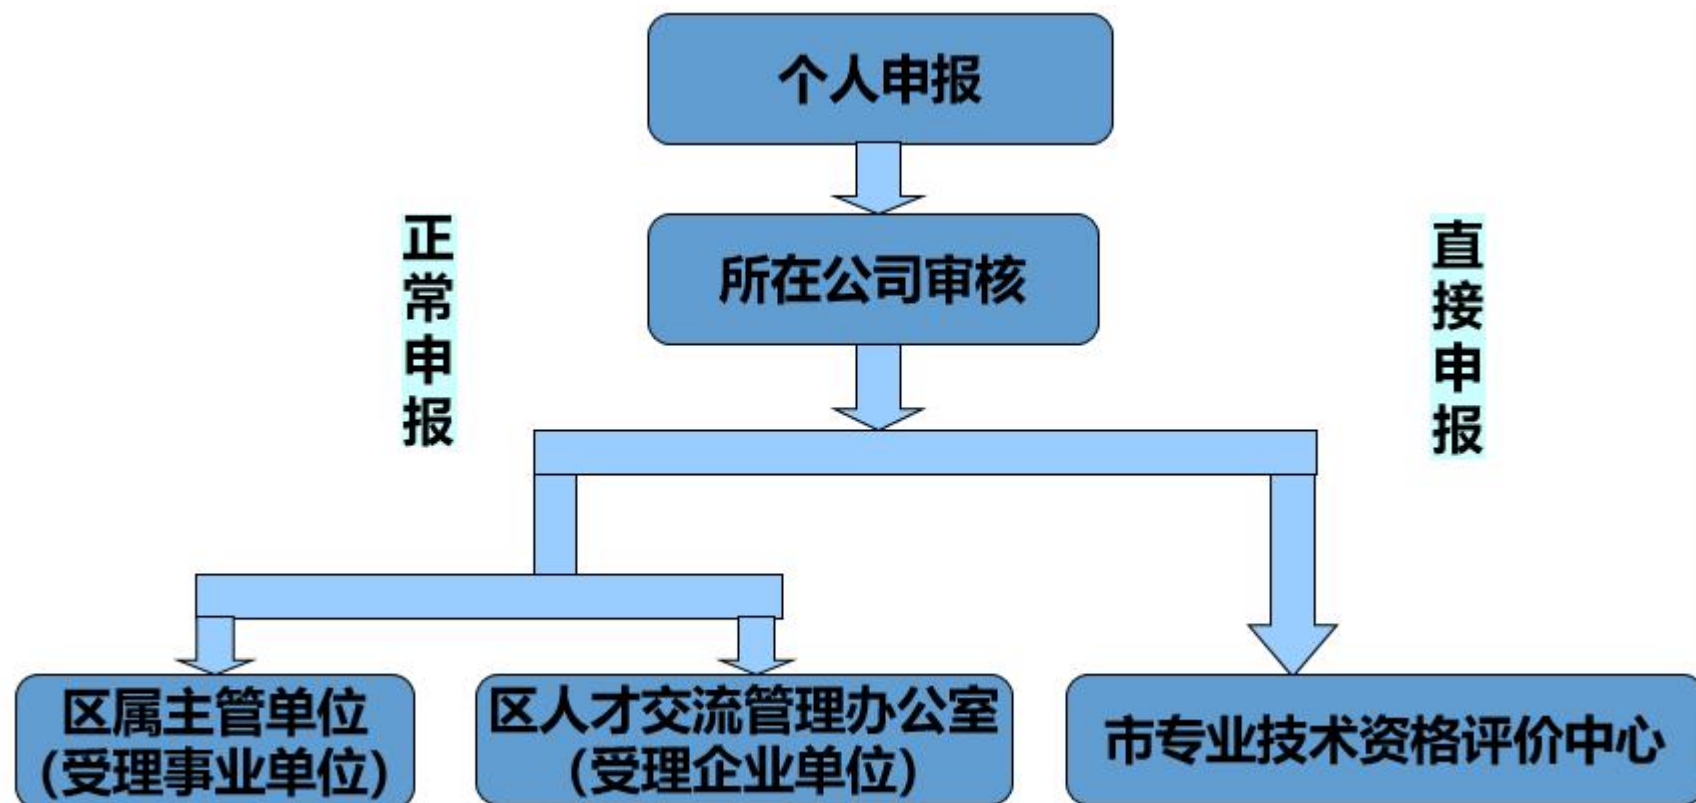 个人申报
所在公司审核
正常申报
直接申报
区属主管单位
(受理事业单位)
区人才交流管理办公室
(受理企业单位)
市专业技术资格评价中心